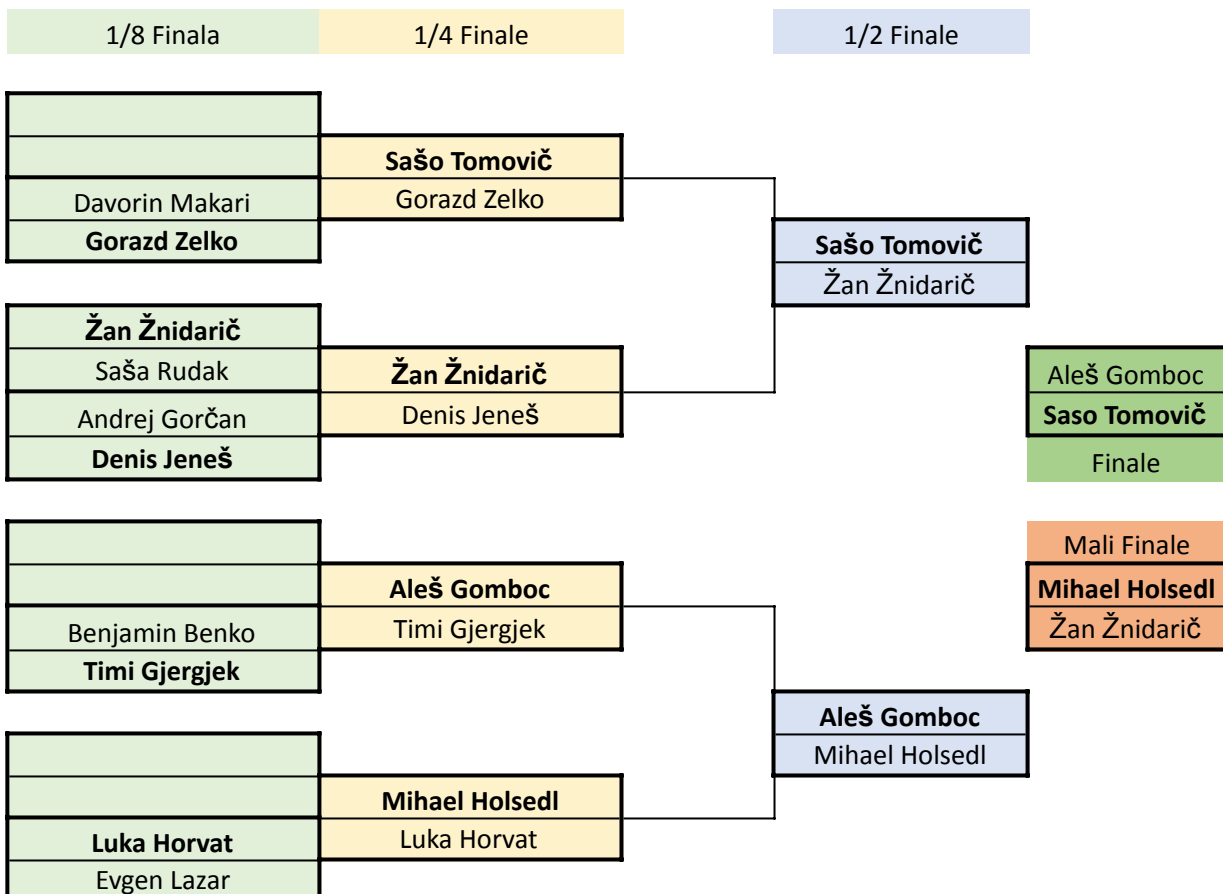 1/8 Finala
1/4 Finale
1/2 Finale
Davorin Makari
Gorazd Zelko
Sašo Tomovič
Gorazd Zelko
Sašo Tomovič
Žan Žnidarič
Žan Žnidarič
Saša Rudak
Andrej Gorčan
Denis Jeneš
Žan Žnidarič
Denis Jeneš
Aleš Gomboc
Saso Tomovič
Finale
Mali Finale
Mihael Holsedl
Žan Žnidarič
Benjamin Benko
Timi Gjergjek
Aleš Gomboc
Timi Gjergjek
Aleš Gomboc
Mihael Holsedl
Luka Horvat
Evgen Lazar
Mihael Holsedl
Luka Horvat